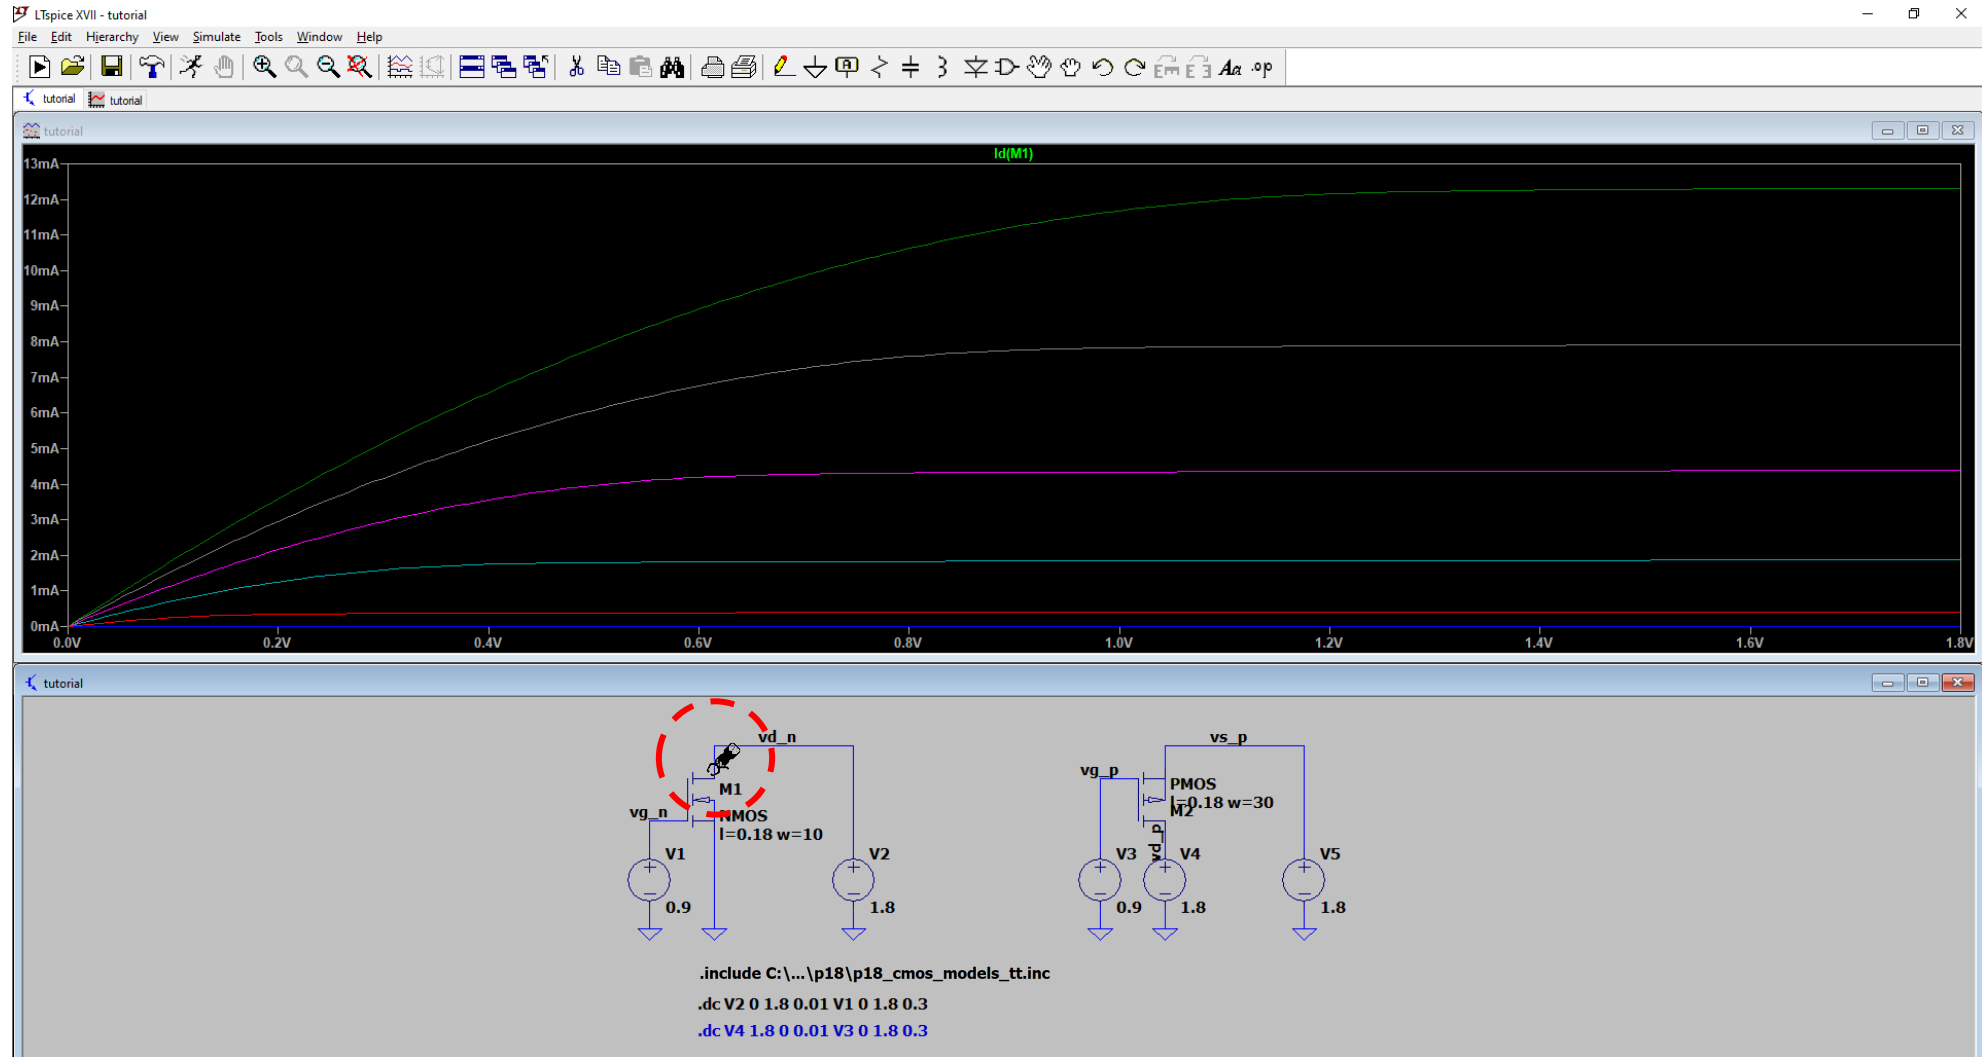 LTspice XVII - tutorial
File Edit Hierarchy View Simulate Tools Window Help
Aa .op
tutorial tutorial
tutorial
Id(M1)
13mA
12mA
11mA
10mA
9mA
8mA
7mA
6mA
5mA
4mA
3mA
2mA
1mA
0mA
0.0V 0.2V 0.4V 0.6V 0.8V 1.0V 1.2V 1.4V 1.6V 1.8V
tutorial
vd_n vs_p
vg_p
M1 PMOS
l=0.18 w=30
vg_n NMOS M2
l=0.18 w=10
vd_p
V1 V2 V3 V4 V5
0.9 1.8 0.9 1.8 1.8
.include C:\...\p18\p18_cmos_models_tt.inc
.dc V2 0 1.8 0.01 V1 0 1.8 0.3
.dc V4 1.8 0 0.01 V3 0 1.8 0.3